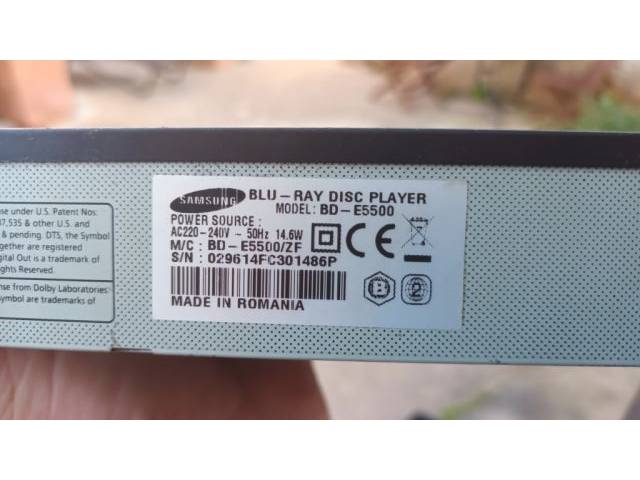 SAMSUNG
BLU-RAY DISC PLAYER
MODEL: BD-E5500
POWER SOURCE :
AC220-240V ~ 50Hz 14.6W
M/C : BD-E5500/ZF
S/N : 029614FC301486P
MADE IN ROMANIA
B
2
se under U.S. Patent Nos:
7,535 & other U.S. and
& pending. DTS, the Symbol
gether are registered
igital Out is a trademark of
ights Reserved.
nse from Dolby Laboratories.
ymbol are trademarks of